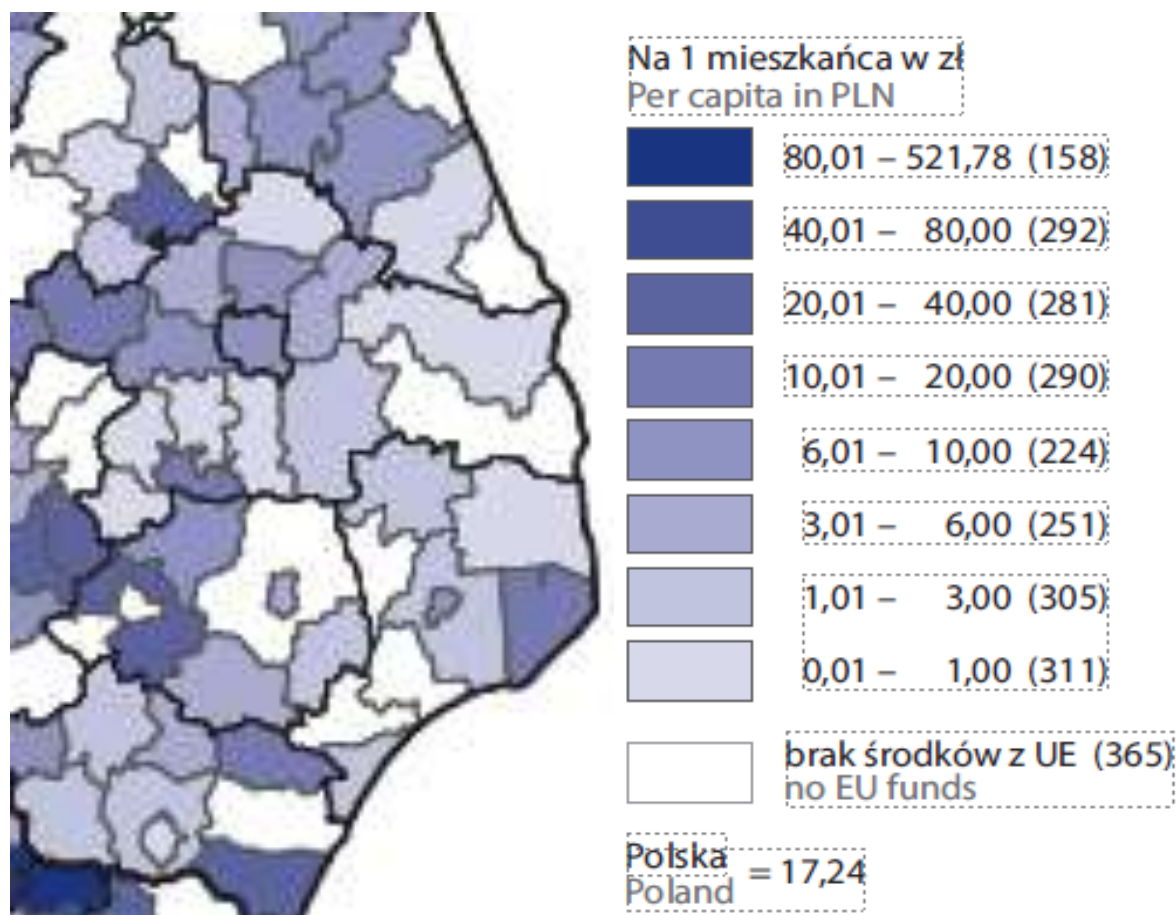 Na 1 mieszkańca w zł
Per capita in PLN
80,01 – 521,78 (158)
40,01 – 80,00 (292)
20,01 – 40,00 (281)
10,01 – 20,00 (290)
6,01 – 10,00 (224)
3,01 – 6,00 (251)
1,01 – 3,00 (305)
0,01 – 1,00 (311)
brak środków z UE (365)
no EU funds
Polska
Poland = 17,24